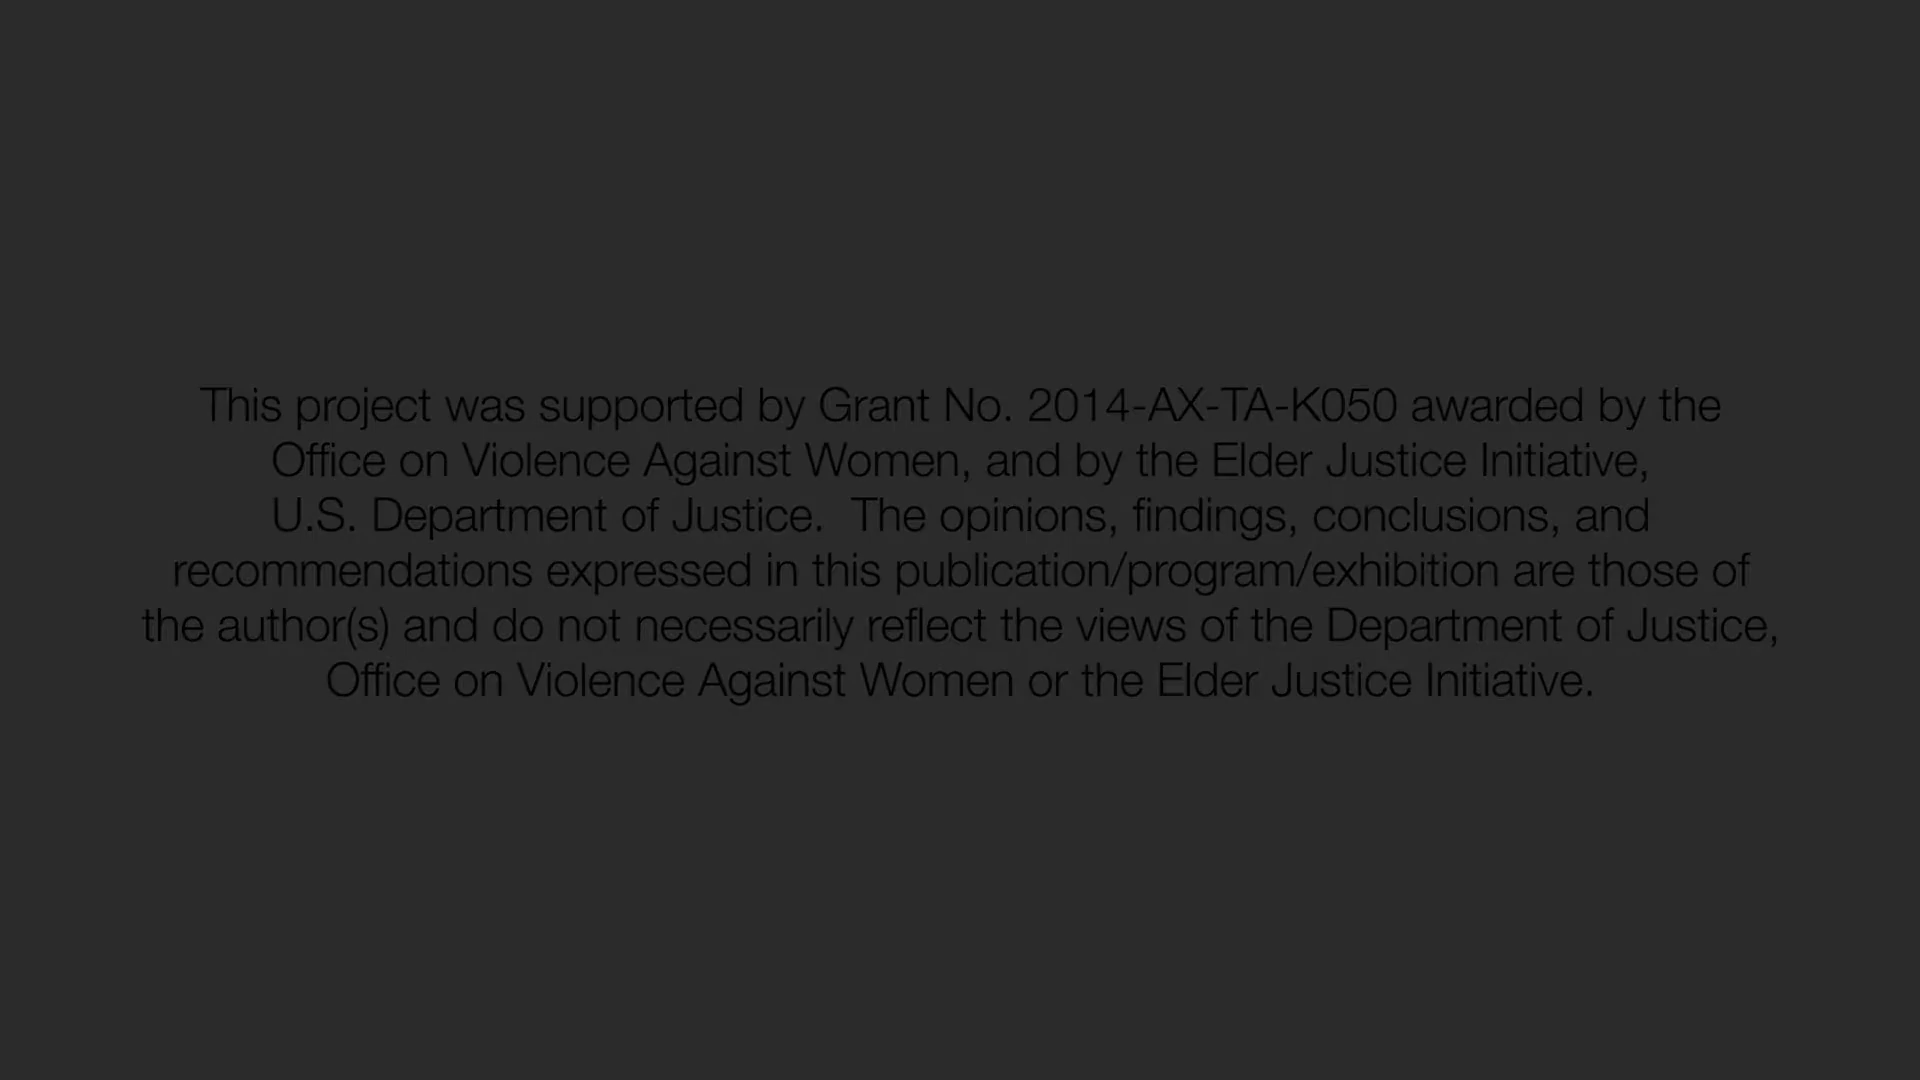 This project was supported by Grant No. 2014-AX-TA-K050 awarded by the
Office on Violence Against Women, and by the Elder Justice Initiative,
U.S. Department of Justice.  The opinions, findings, conclusions, and
recommendations expressed in this publication/program/exhibition are those of
the author(s) and do not necessarily reflect the views of the Department of Justice,
Office on Violence Against Women or the Elder Justice Initiative.